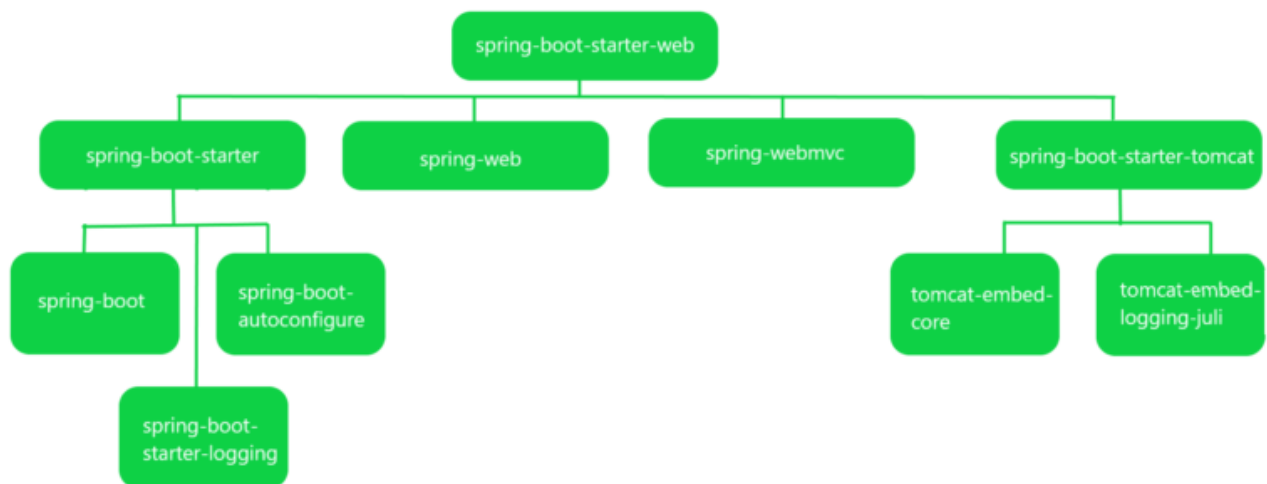 spring-boot-starter-web
spring-boot-starter
spring-web
spring-webmvc
spring-boot-starter-tomcat
spring-boot
spring-boot-
autoconfigure
tomcat-embed-
core
tomcat-embed-
logging-juli
spring-boot-
starter-logging